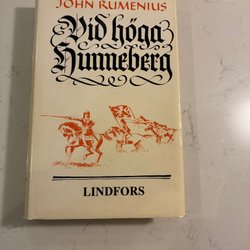 JOHN RUMENIUS
Vid höga
Hunneberg
LINDFORS